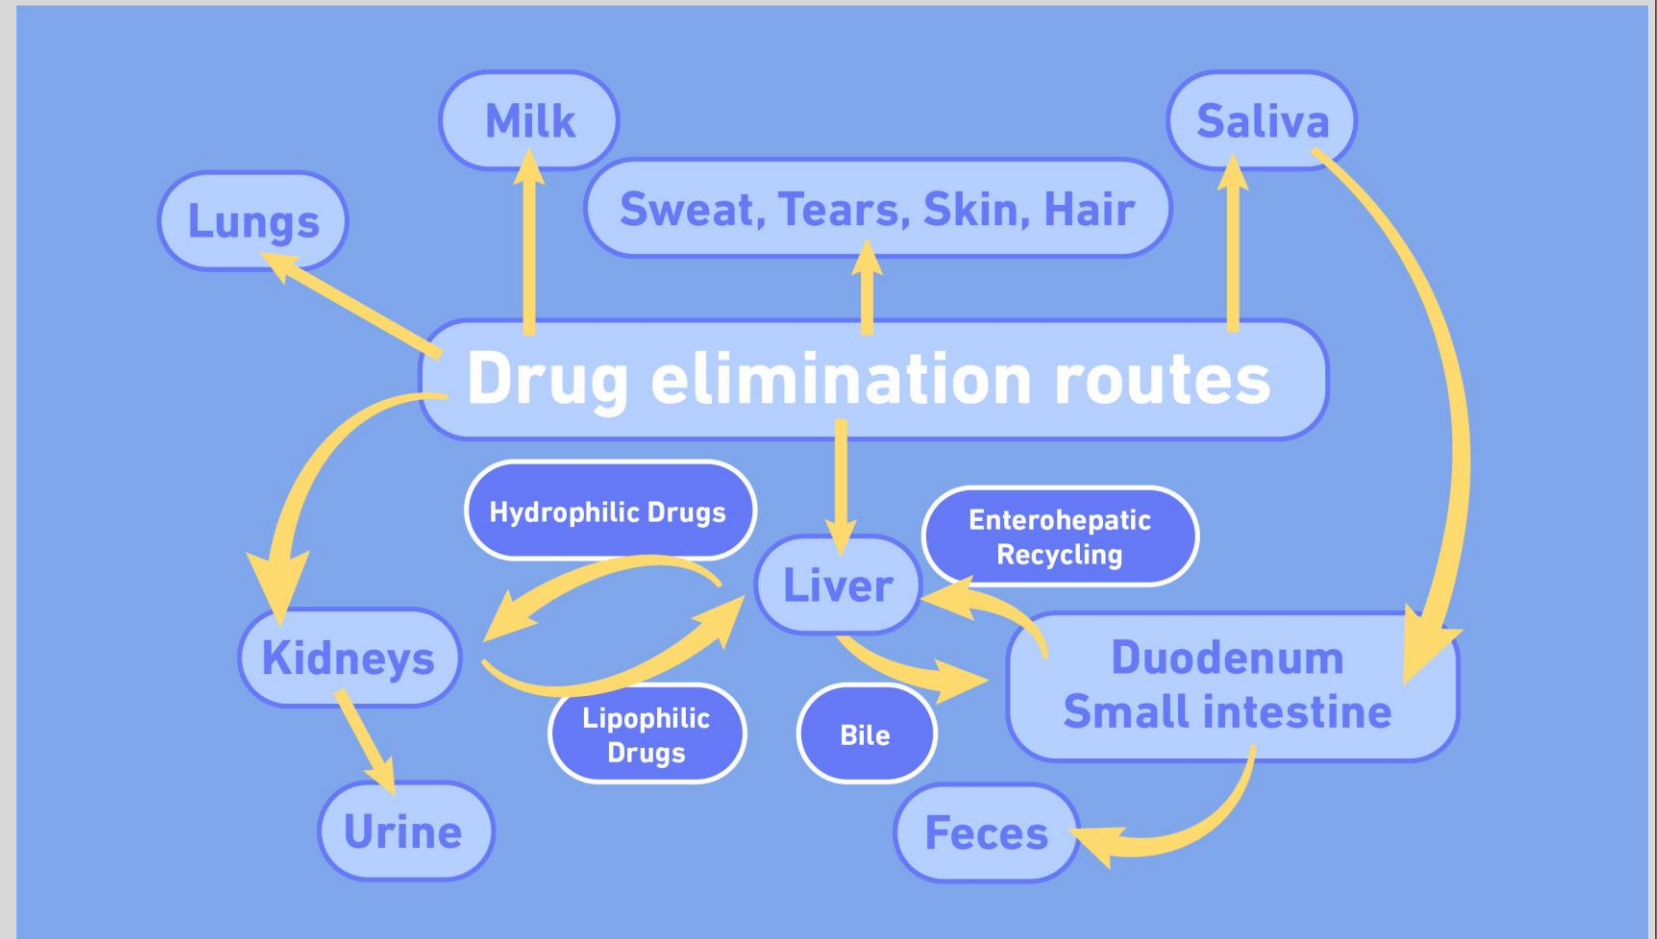 Milk
Saliva
Lungs
Sweat, Tears, Skin, Hair
Drug elimination routes
Hydrophilic Drugs
Enterohepatic
Recycling
Liver
Kidneys
Duodenum
Small intestine
Lipophilic
Drugs
Bile
Urine
Feces